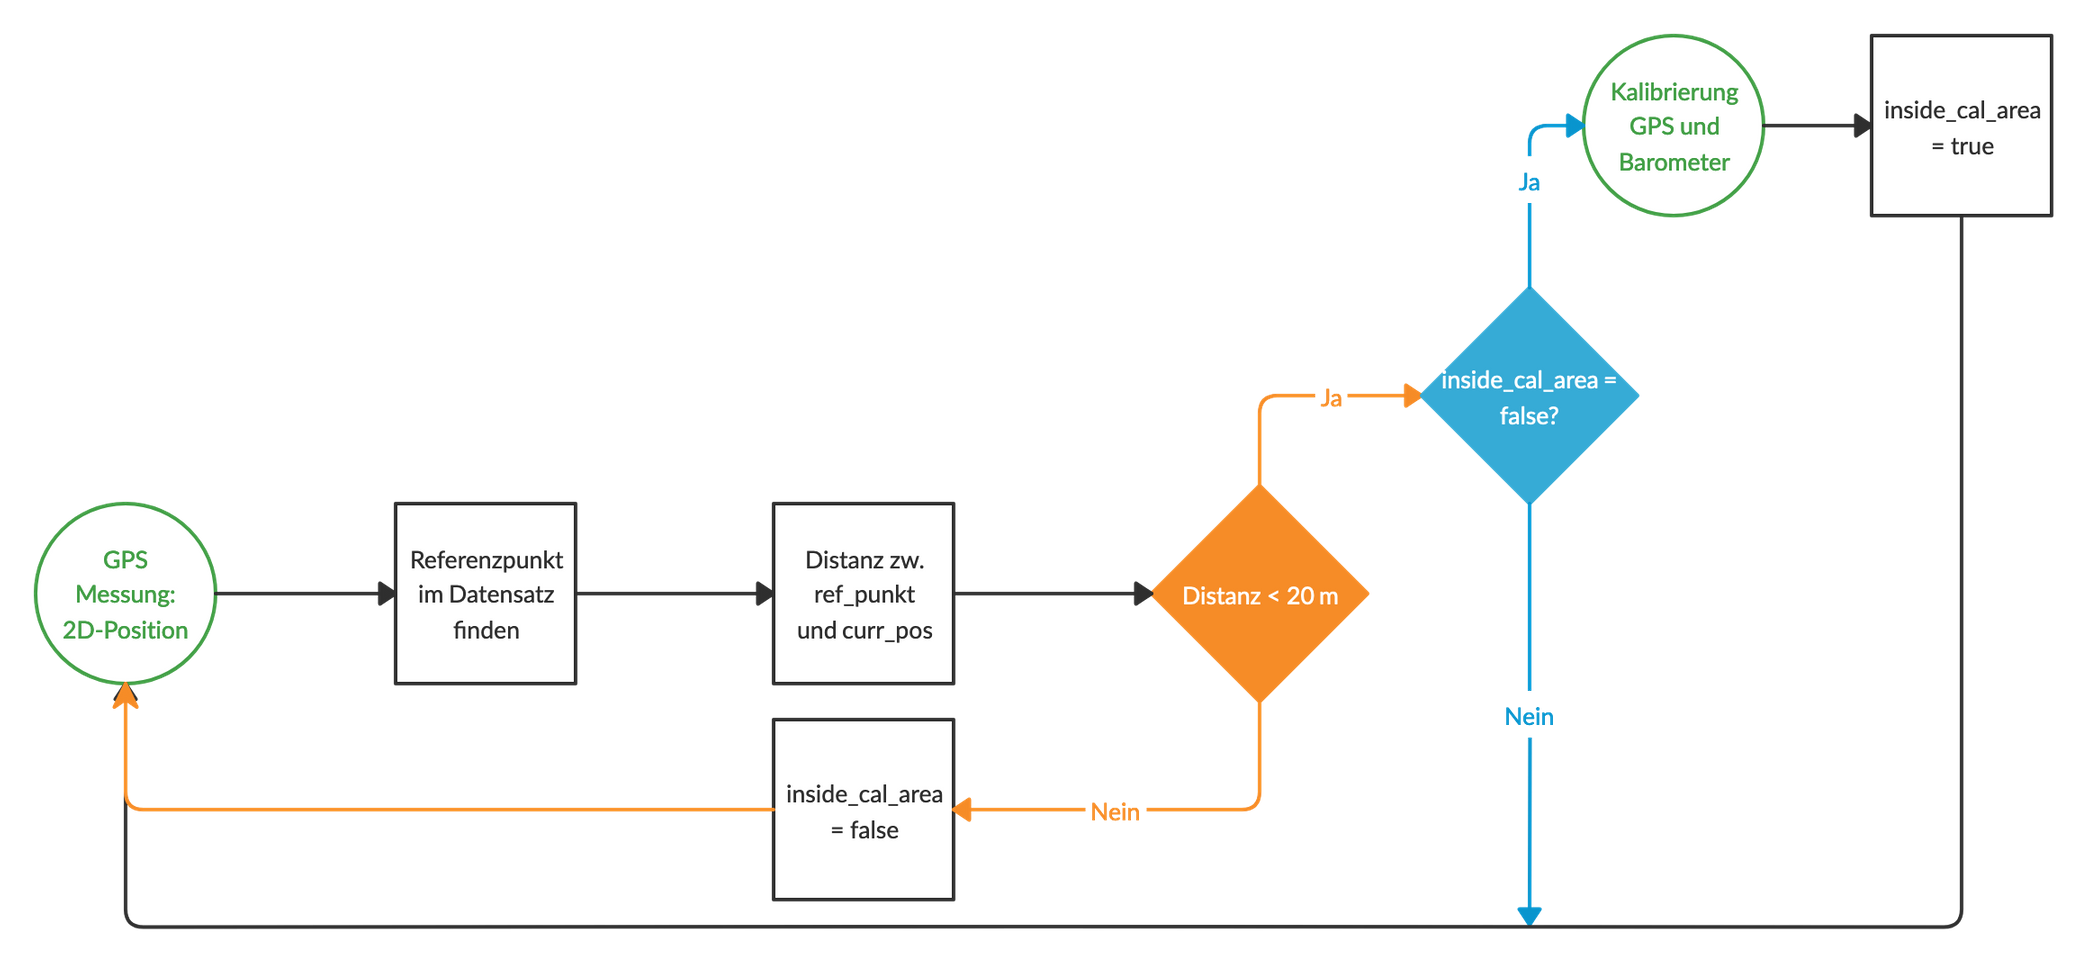 GPS
Messung:
2D-Position
Referenzpunkt
im Datensatz
finden
Distanz zw.
ref_punkt
und curr_pos
Distanz < 20 m
Ja
inside_cal_area =
false?
Ja
Kalibrierung
GPS und
Barometer
inside_cal_area
= true
Nein
Nein
inside_cal_area
= false